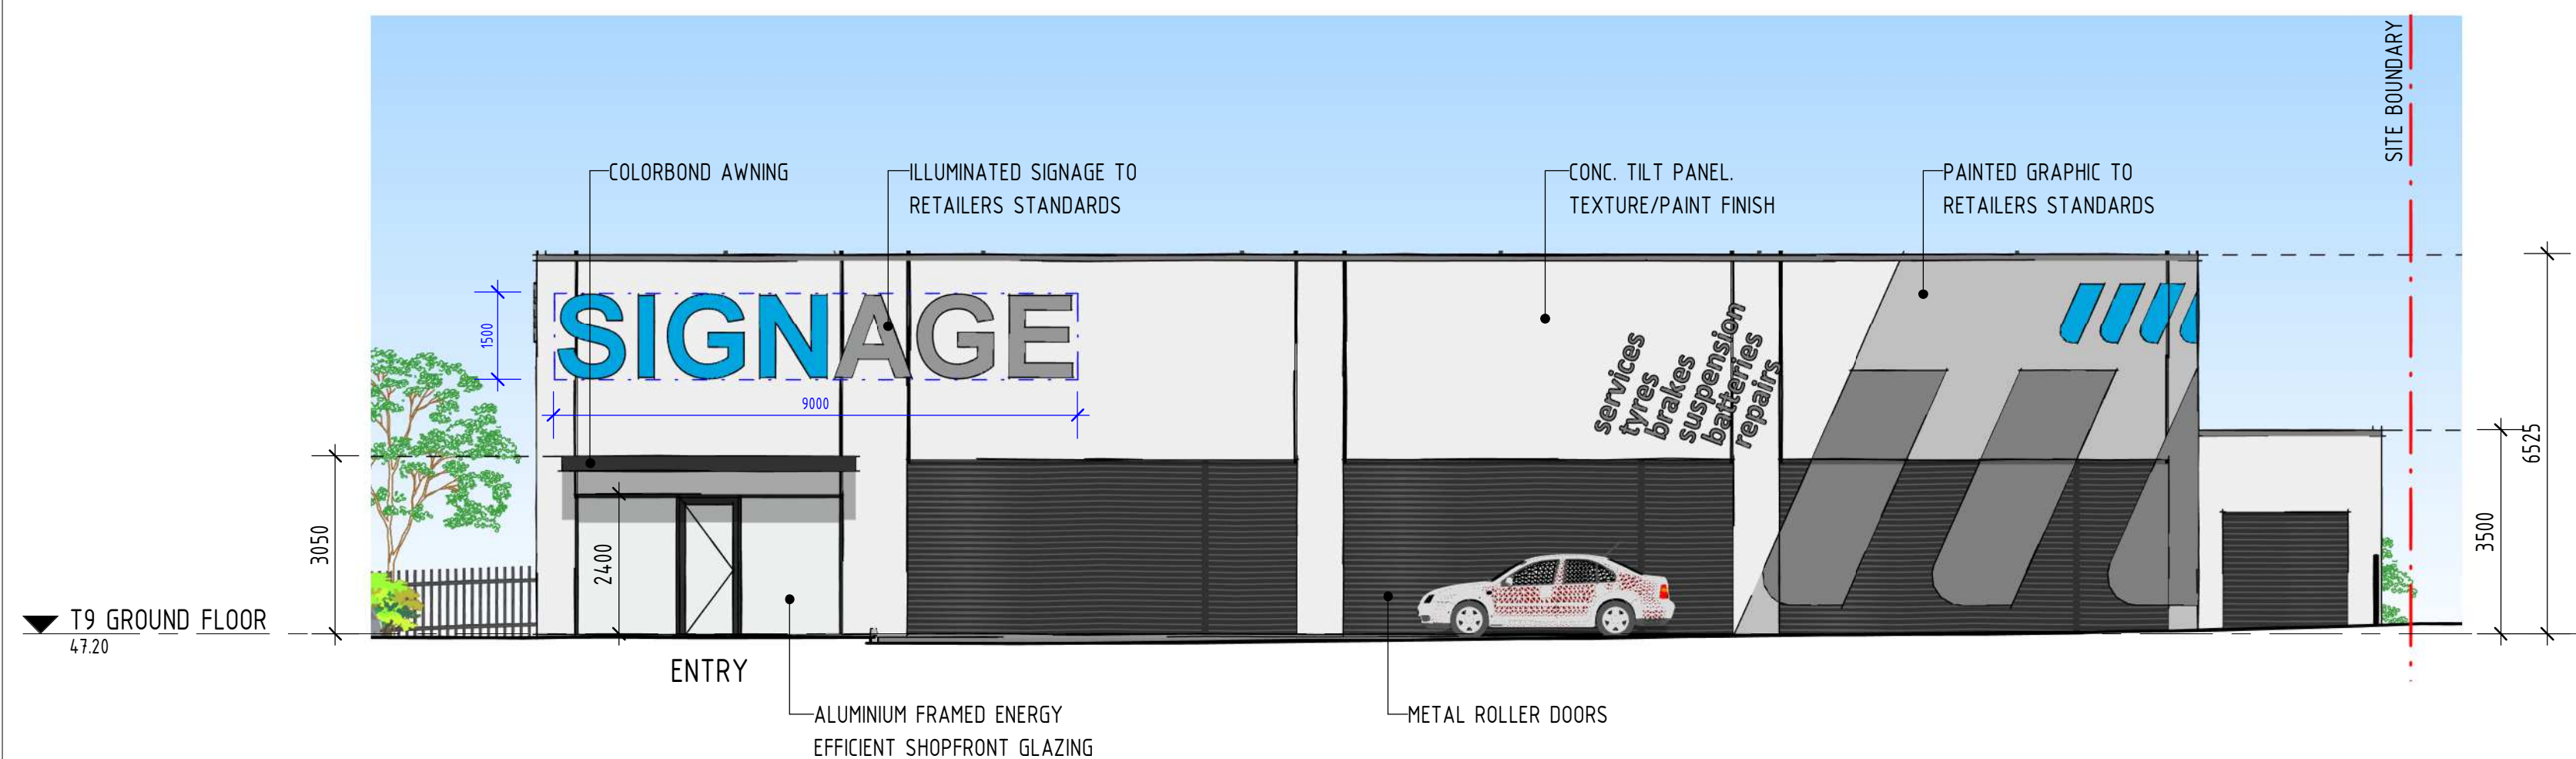 SITE BOUNDARY
COLORBOND AWNING
ILLUMINATED SIGNAGE TO
RETAILERS STANDARDS
CONC. TILT PANEL.
TEXTURE/PAINT FINISH
PAINTED GRAPHIC TO
RETAILERS STANDARDS
SIGNAGE
1500
9000
services
tyres
brakes
suspension
batteries
repairs
3050
2400
3500
6525
T9 GROUND FLOOR
47.20
ENTRY
ALUMINIUM FRAMED ENERGY
EFFICIENT SHOPFRONT GLAZING
METAL ROLLER DOORS